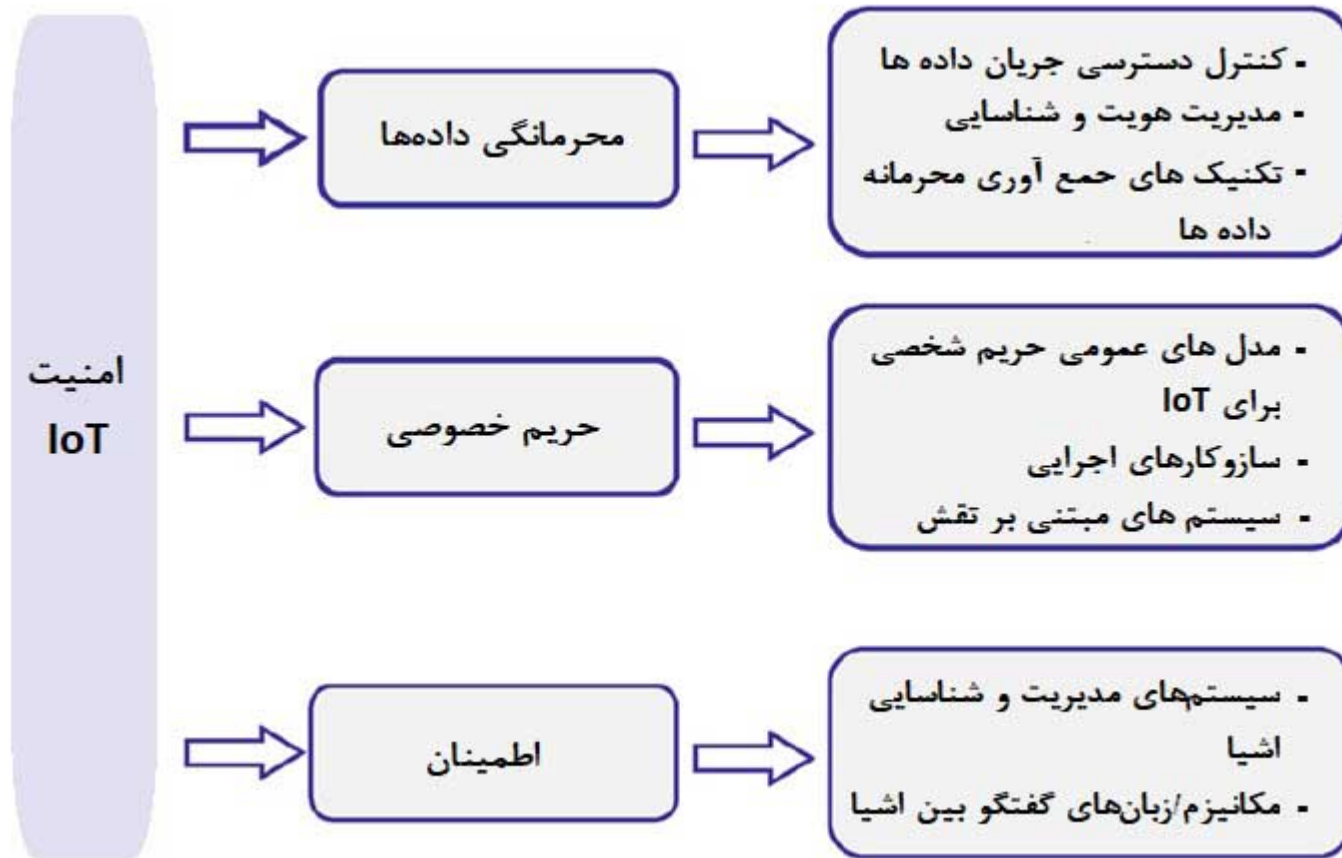 امنیت
IoT
محرمانگی داده‌ها
- کنترل دسترسی جریان داده ها
- مدیریت هویت و شناسایی
- تکنیک های حمع آوری محرمانه
داده ها
حریم خصوصی
- مدل های عمومی حریم شخصی
برای IoT
- سازوکارهای اجرایی
- سیستم های مبتنی بر تقش
اطمینان
- سیستم‌های مدیریت و شناسایی
اشیا
- مکانیزم/زبان‌های گفتگو بین اشیا